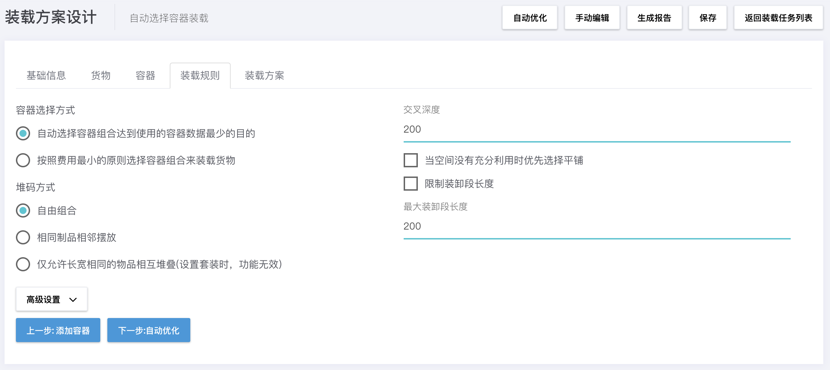 装载方案设计
自动选择容器装载
自动优化
手动编辑
生成报告
保存
返回装载任务列表
基础信息
货物
容器
装载规则
装载方案
容器选择方式
自动选择容器组合达到使用的容器数据最少的目的
按照费用最小的原则选择容器组合来装载货物
堆码方式
自由组合
相同制品相邻摆放
仅允许长宽相同的物品相互堆叠(设置套装时，功能无效)
高级设置
上一步: 添加容器
下一步:自动优化
交叉深度
200
当空间没有充分利用时优先选择平铺
限制装卸段长度
最大装卸段长度
200